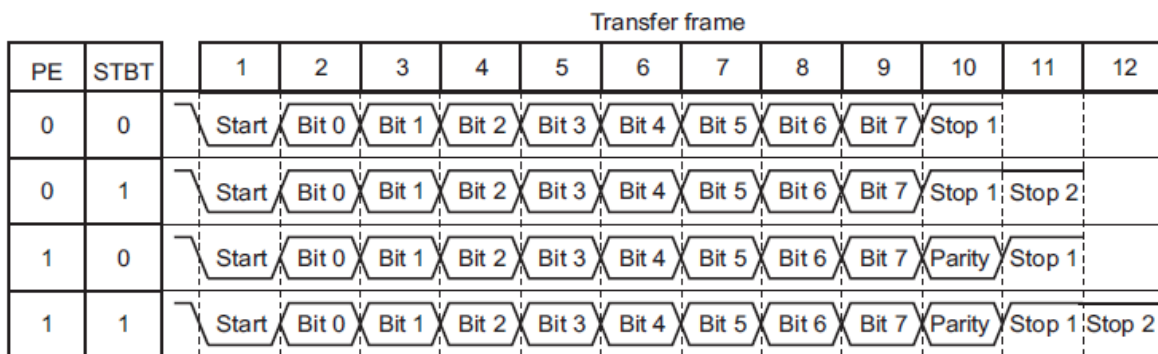 Transfer frame
PE STBT 1 2 3 4 5 6 7 8 9 10 11 12
0 0 Start Bit 0 Bit 1 Bit 2 Bit 3 Bit 4 Bit 5 Bit 6 Bit 7 Stop 1
0 1 Start Bit 0 Bit 1 Bit 2 Bit 3 Bit 4 Bit 5 Bit 6 Bit 7 Stop 1 Stop 2
1 0 Start Bit 0 Bit 1 Bit 2 Bit 3 Bit 4 Bit 5 Bit 6 Bit 7 Parity Stop 1
1 1 Start Bit 0 Bit 1 Bit 2 Bit 3 Bit 4 Bit 5 Bit 6 Bit 7 Parity Stop 1 Stop 2